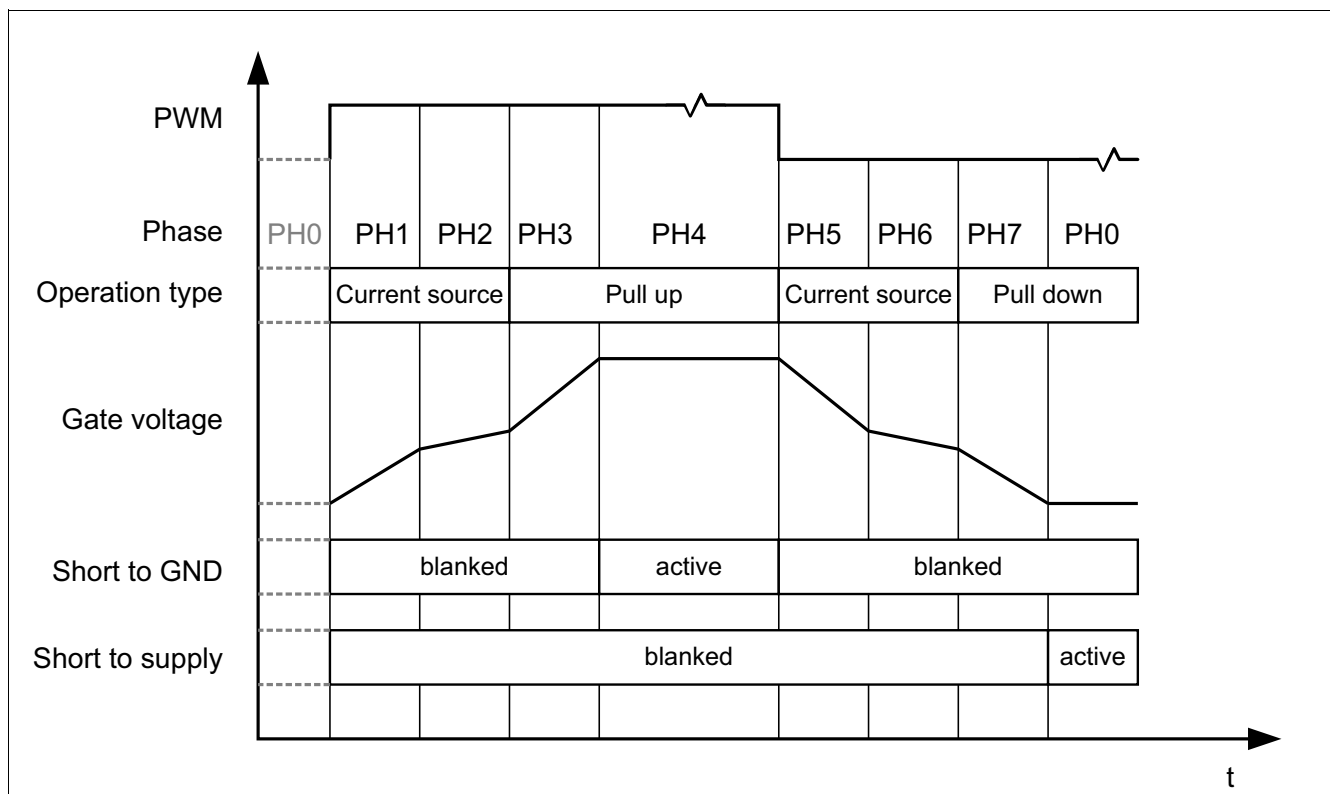 PWM
Phase PH0 PH1 PH2 PH3 PH4 PH5 PH6 PH7 PH0
Operation type Current source Pull up Current source Pull down
Gate voltage
Short to GND blanked active blanked
Short to supply blanked active
t